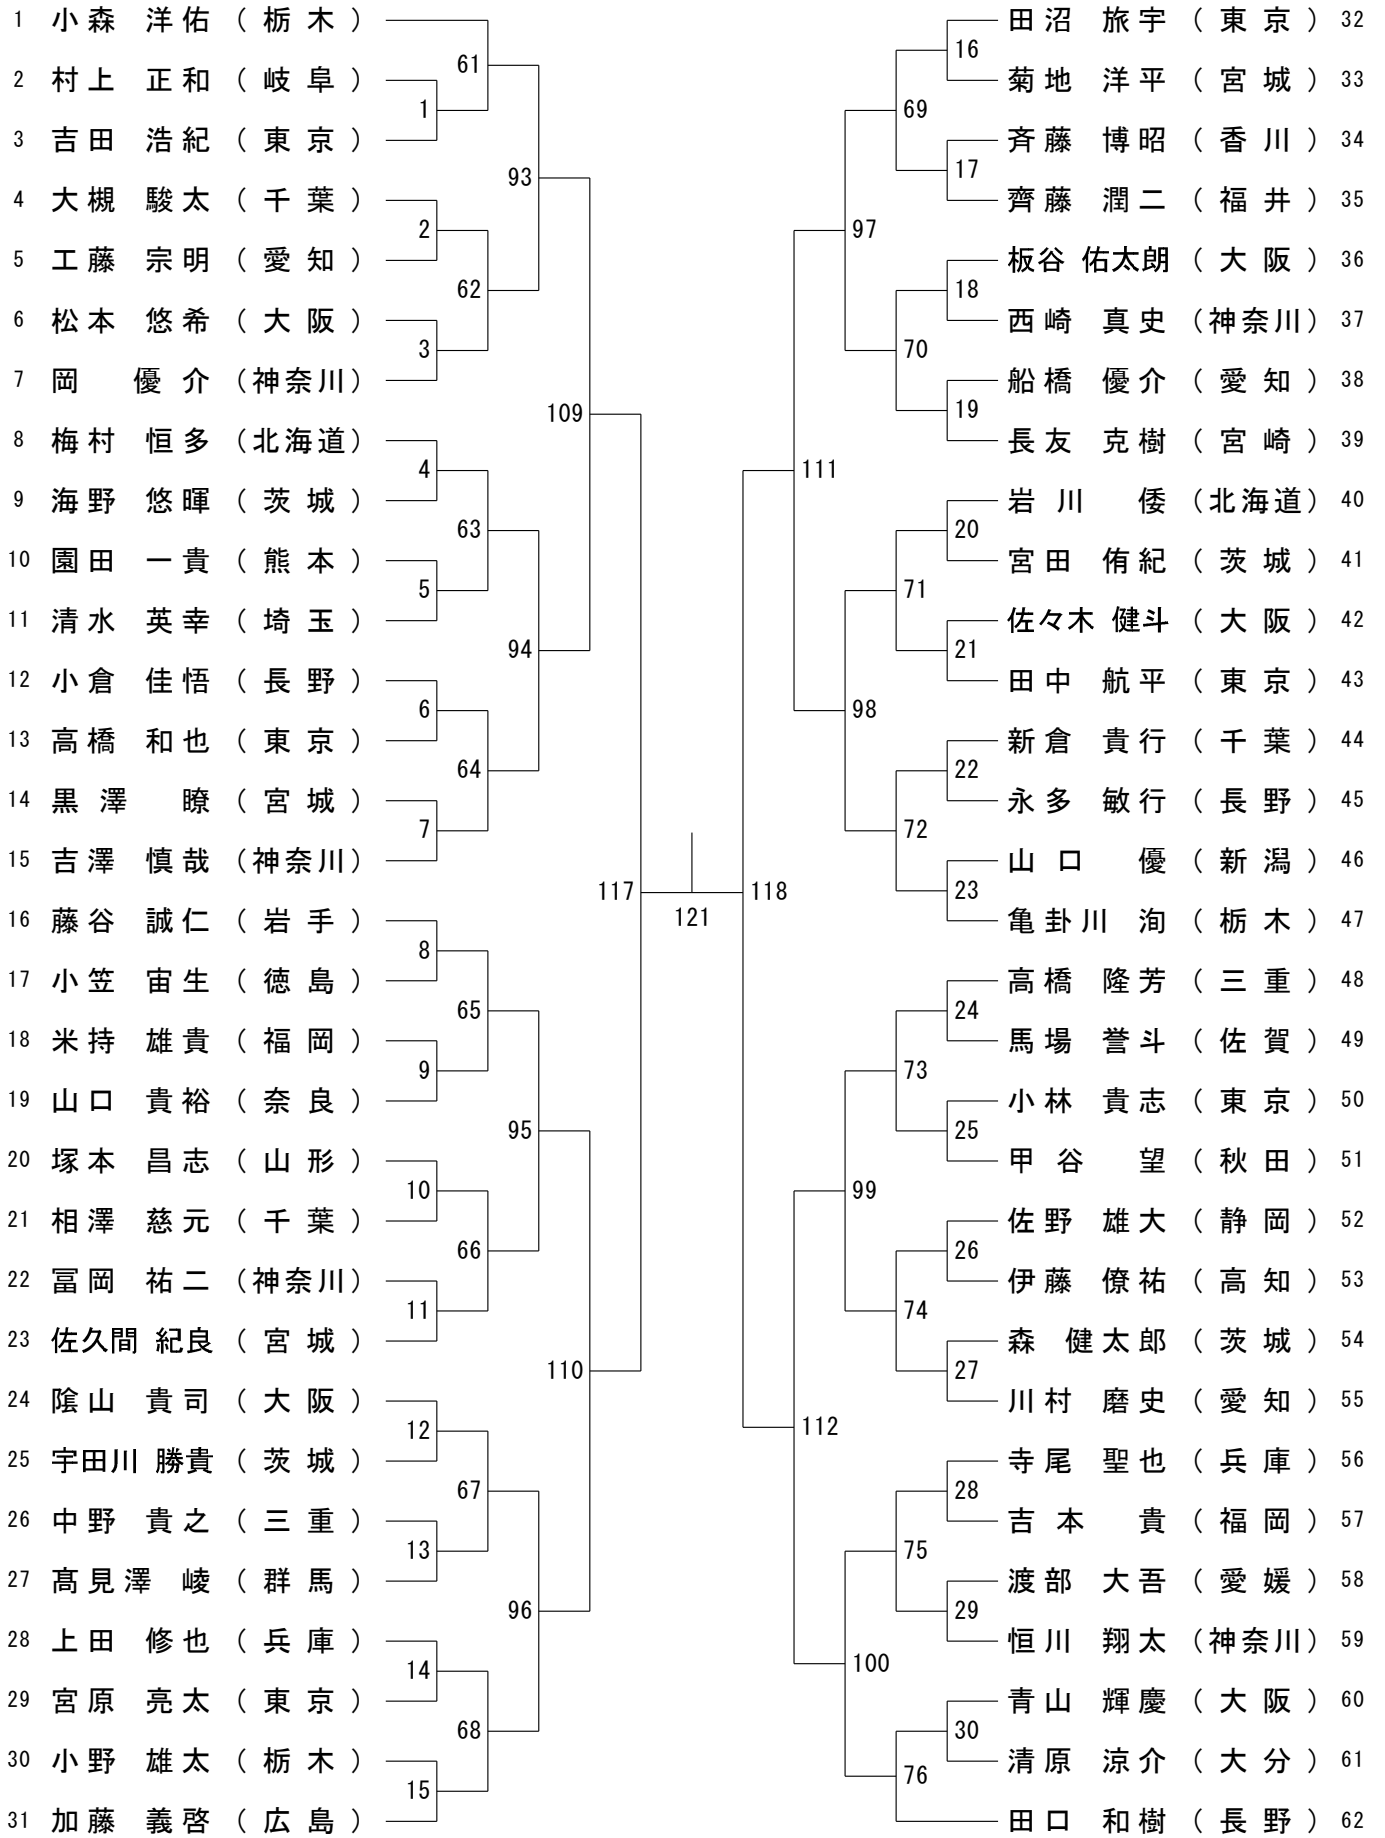 1 小森 洋佑 ( 栃木 )
2 村上 正和 ( 岐阜 )
3 吉田 浩紀 ( 東京 )
4 大槻 駿太 ( 千葉 )
5 工藤 宗明 ( 愛知 )
6 松本 悠希 ( 大阪 )
7 岡 優介 (神奈川)
8 梅村 恒多 (北海道)
9 海野 悠暉 ( 茨城 )
10 園田 一貴 ( 熊本 )
11 清水 英幸 ( 埼玉 )
12 小倉 佳悟 ( 長野 )
13 高橋 和也 ( 東京 )
14 黒澤 瞭 ( 宮城 )
15 吉澤 慎哉 (神奈川)
16 藤谷 誠仁 ( 岩手 )
17 小笠 宙生 ( 徳島 )
18 米持 雄貴 ( 福岡 )
19 山口 貴裕 ( 奈良 )
20 塚本 昌志 ( 山形 )
21 相澤 慈元 ( 千葉 )
22 冨岡 祐二 (神奈川)
23 佐久間 紀良 ( 宮城 )
24 陰山 貴司 ( 大阪 )
25 宇田川 勝貴 ( 茨城 )
26 中野 貴之 ( 三重 )
27 髙見澤 崚 ( 群馬 )
28 上田 修也 ( 兵庫 )
29 宮原 亮太 ( 東京 )
30 小野 雄太 ( 栃木 )
31 加藤 義啓 ( 広島 )
1
2
3
4
5
6
7
8
9
10
11
12
13
14
15
61
62
63
64
65
66
67
68
93
94
95
96
109
110
117
121
118
111
112
97
98
99
100
69
70
71
72
73
74
75
76
16
17
18
19
20
21
22
23
24
25
26
27
28
29
30
田沼 旅宇 ( 東京 ) 32
菊地 洋平 ( 宮城 ) 33
斉藤 博昭 ( 香川 ) 34
齊藤 潤二 ( 福井 ) 35
板谷 佑太朗 ( 大阪 ) 36
西崎 真史 (神奈川) 37
船橋 優介 ( 愛知 ) 38
長友 克樹 ( 宮崎 ) 39
岩川 倭 (北海道) 40
宮田 侑紀 ( 茨城 ) 41
佐々木 健斗 ( 大阪 ) 42
田中 航平 ( 東京 ) 43
新倉 貴行 ( 千葉 ) 44
永多 敏行 ( 長野 ) 45
山口 優 ( 新潟 ) 46
亀卦川 洵 ( 栃木 ) 47
高橋 隆芳 ( 三重 ) 48
馬場 誉斗 ( 佐賀 ) 49
小林 貴志 ( 東京 ) 50
甲谷 望 ( 秋田 ) 51
佐野 雄大 ( 静岡 ) 52
伊藤 僚祐 ( 高知 ) 53
森 健太郎 ( 茨城 ) 54
川村 磨史 ( 愛知 ) 55
寺尾 聖也 ( 兵庫 ) 56
吉本 貴 ( 福岡 ) 57
渡部 大吾 ( 愛媛 ) 58
恒川 翔太 (神奈川) 59
青山 輝慶 ( 大阪 ) 60
清原 涼介 ( 大分 ) 61
田口 和樹 ( 長野 ) 62